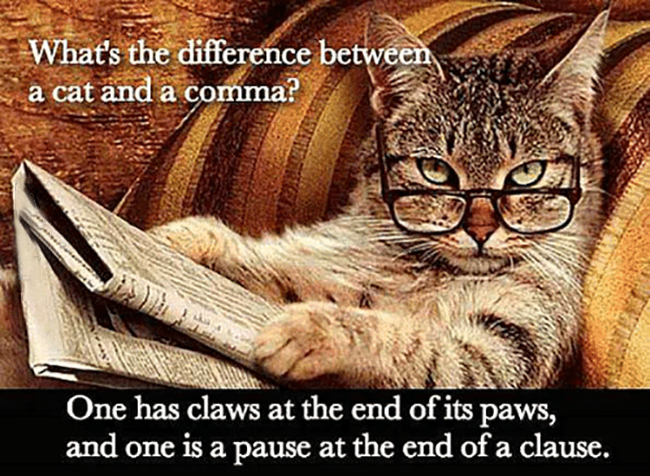 What's the difference between
a cat and a comma?
One has claws at the end of its paws,
and one is a pause at the end of a clause.